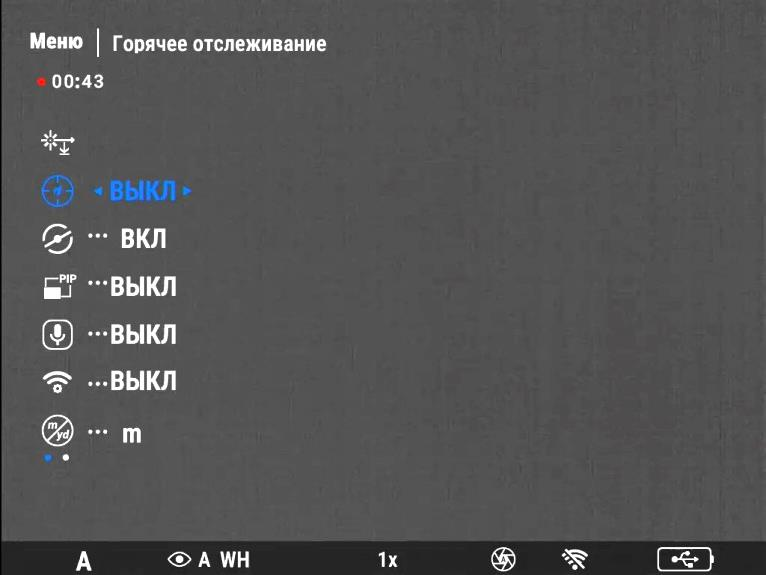 Меню | Горячее отслеживание
00:43
ВЫКЛ
... ВКЛ
PIP ...ВЫКЛ
...ВЫКЛ
...ВЫКЛ
m/yd ... m
A A WH 1x